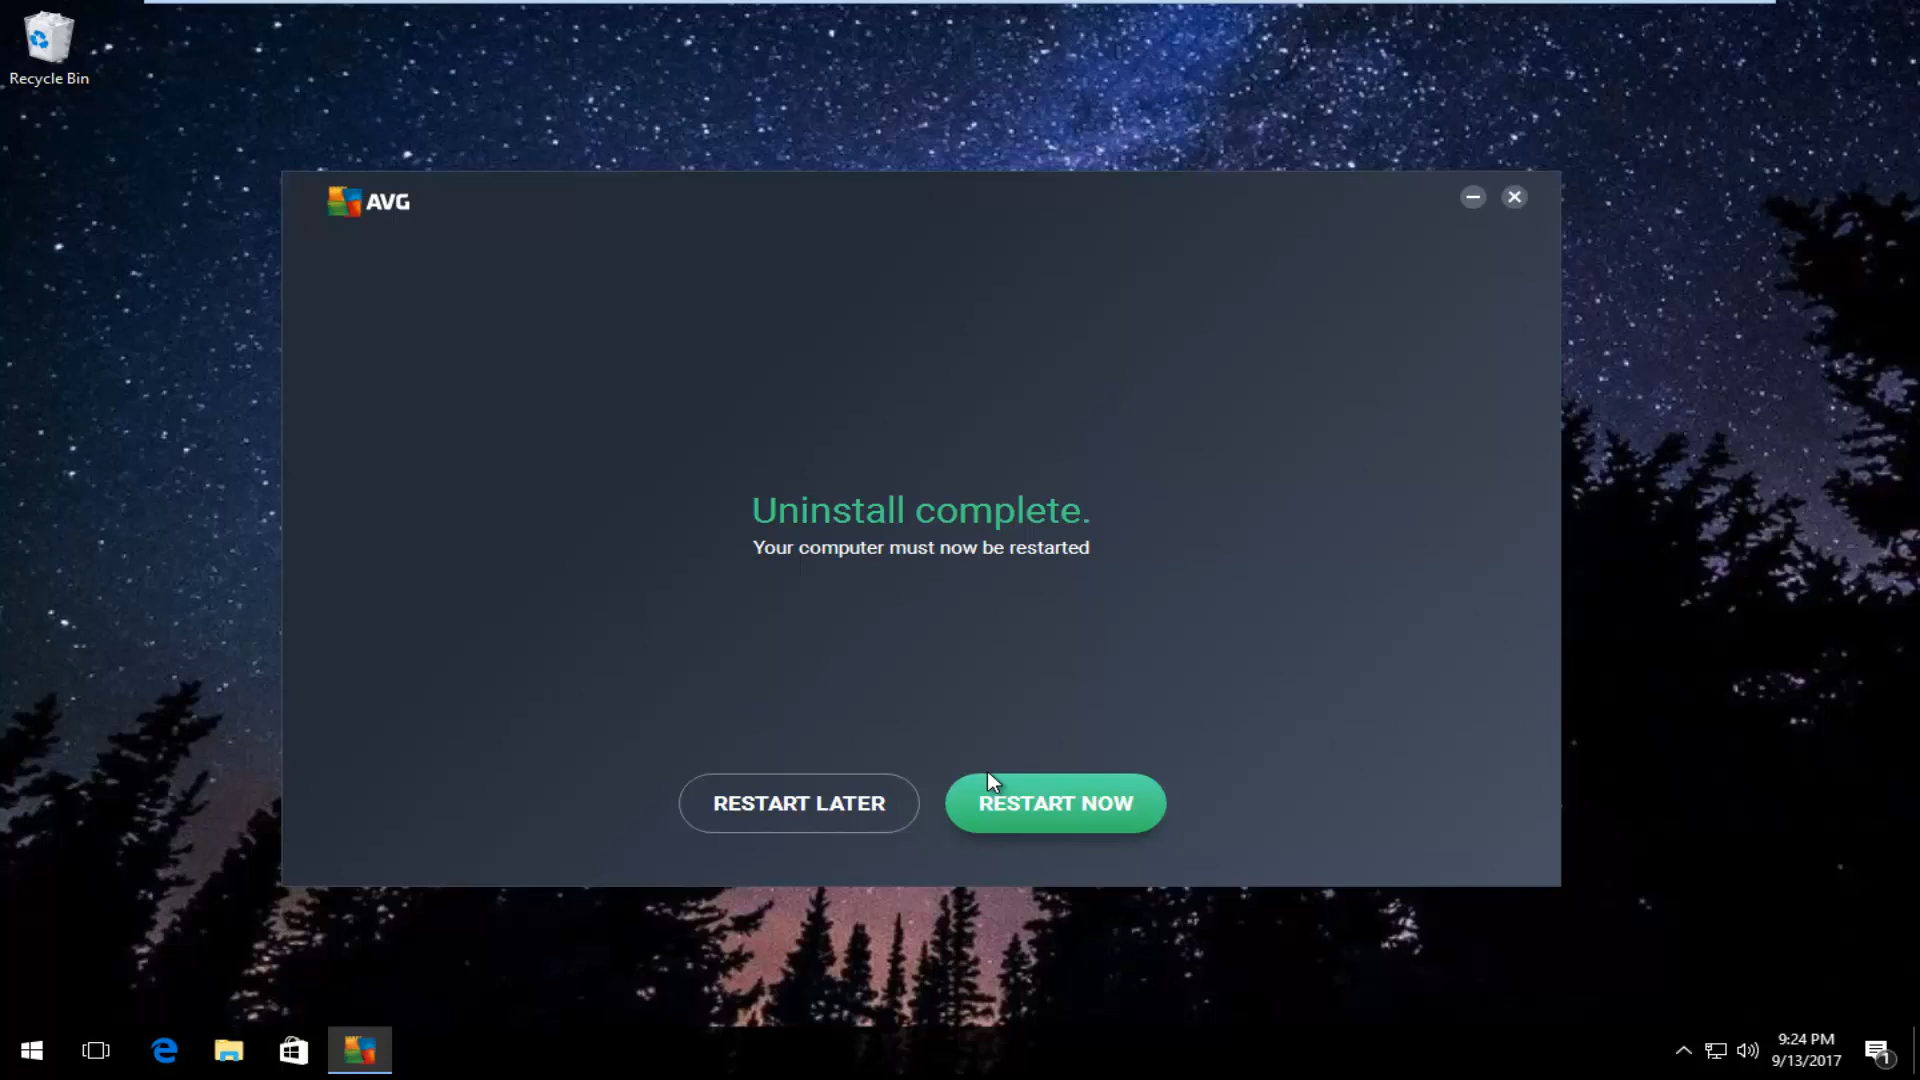 Recycle Bin
AVG
Uninstall complete.
Your computer must now be restarted
RESTART LATER
RESTART NOW
9:24 PM
9/13/2017
1